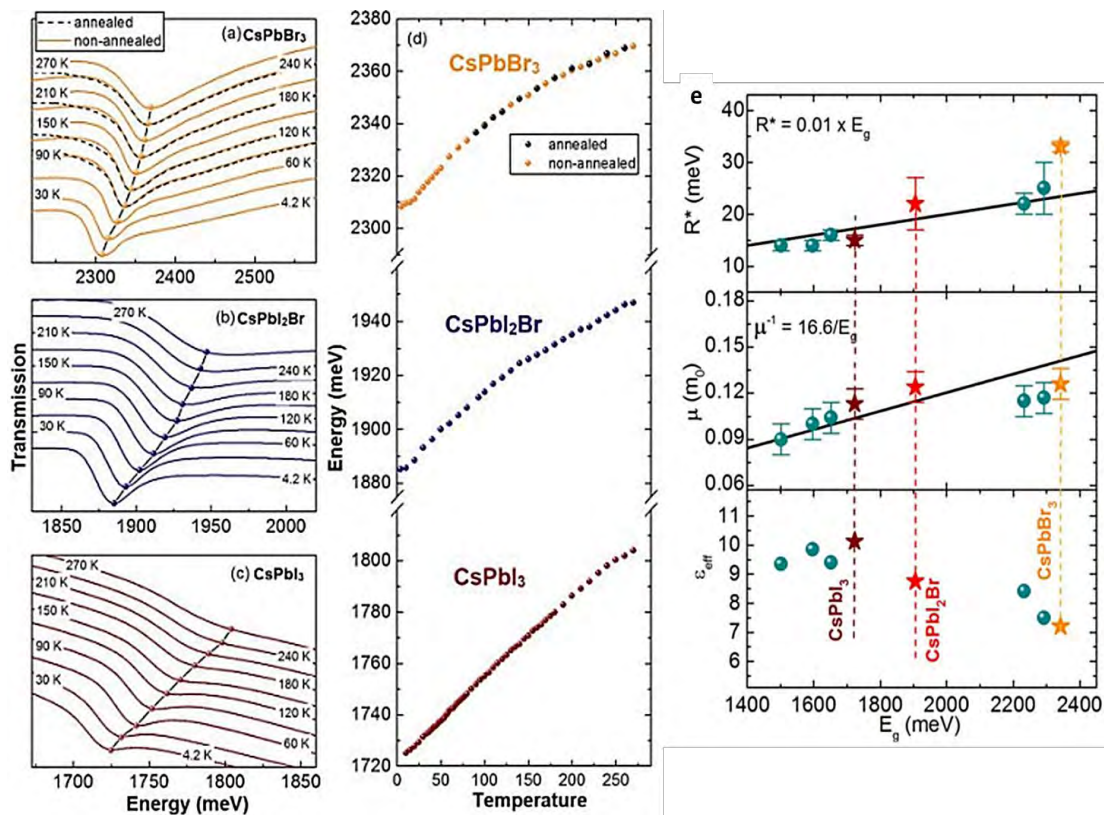 annealed
non-annealed
(a) CsPbBr₃
270 K
210 K
150 K
90 K
30 K
240 K
180 K
120 K
60 K
4.2 K
2300 2400 2500
(b) CsPbI₂Br
270 K
210 K
150 K
90 K
30 K
240 K
180 K
120 K
60 K
4.2 K
1850 1900 1950 2000
Transmission
(c) CsPbI₃
270 K
210 K
150 K
90 K
30 K
240 K
180 K
120 K
60 K
4.2 K
1700 1750 1800 1850
Energy (meV)
(d)
CsPbBr₃
annealed
non-annealed
CsPbI₂Br
CsPbI₃
Energy (meV)
2380
2360
2340
2320
2300
1940
1920
1900
1880
1800
1780
1760
1740
1720
0 50 100 150 200 250
Temperature
e
R* = 0.01 x E_g
R* (meV)
40
30
20
10
μ⁻¹ = 16.6/E_g
μ (m₀)
0.18
0.15
0.12
0.09
0.06
ε_eff
11
10
9
8
7
6
CsPbI₃
CsPbI₂Br
CsPbBr₃
1400 1600 1800 2000 2200 2400
E_g (meV)